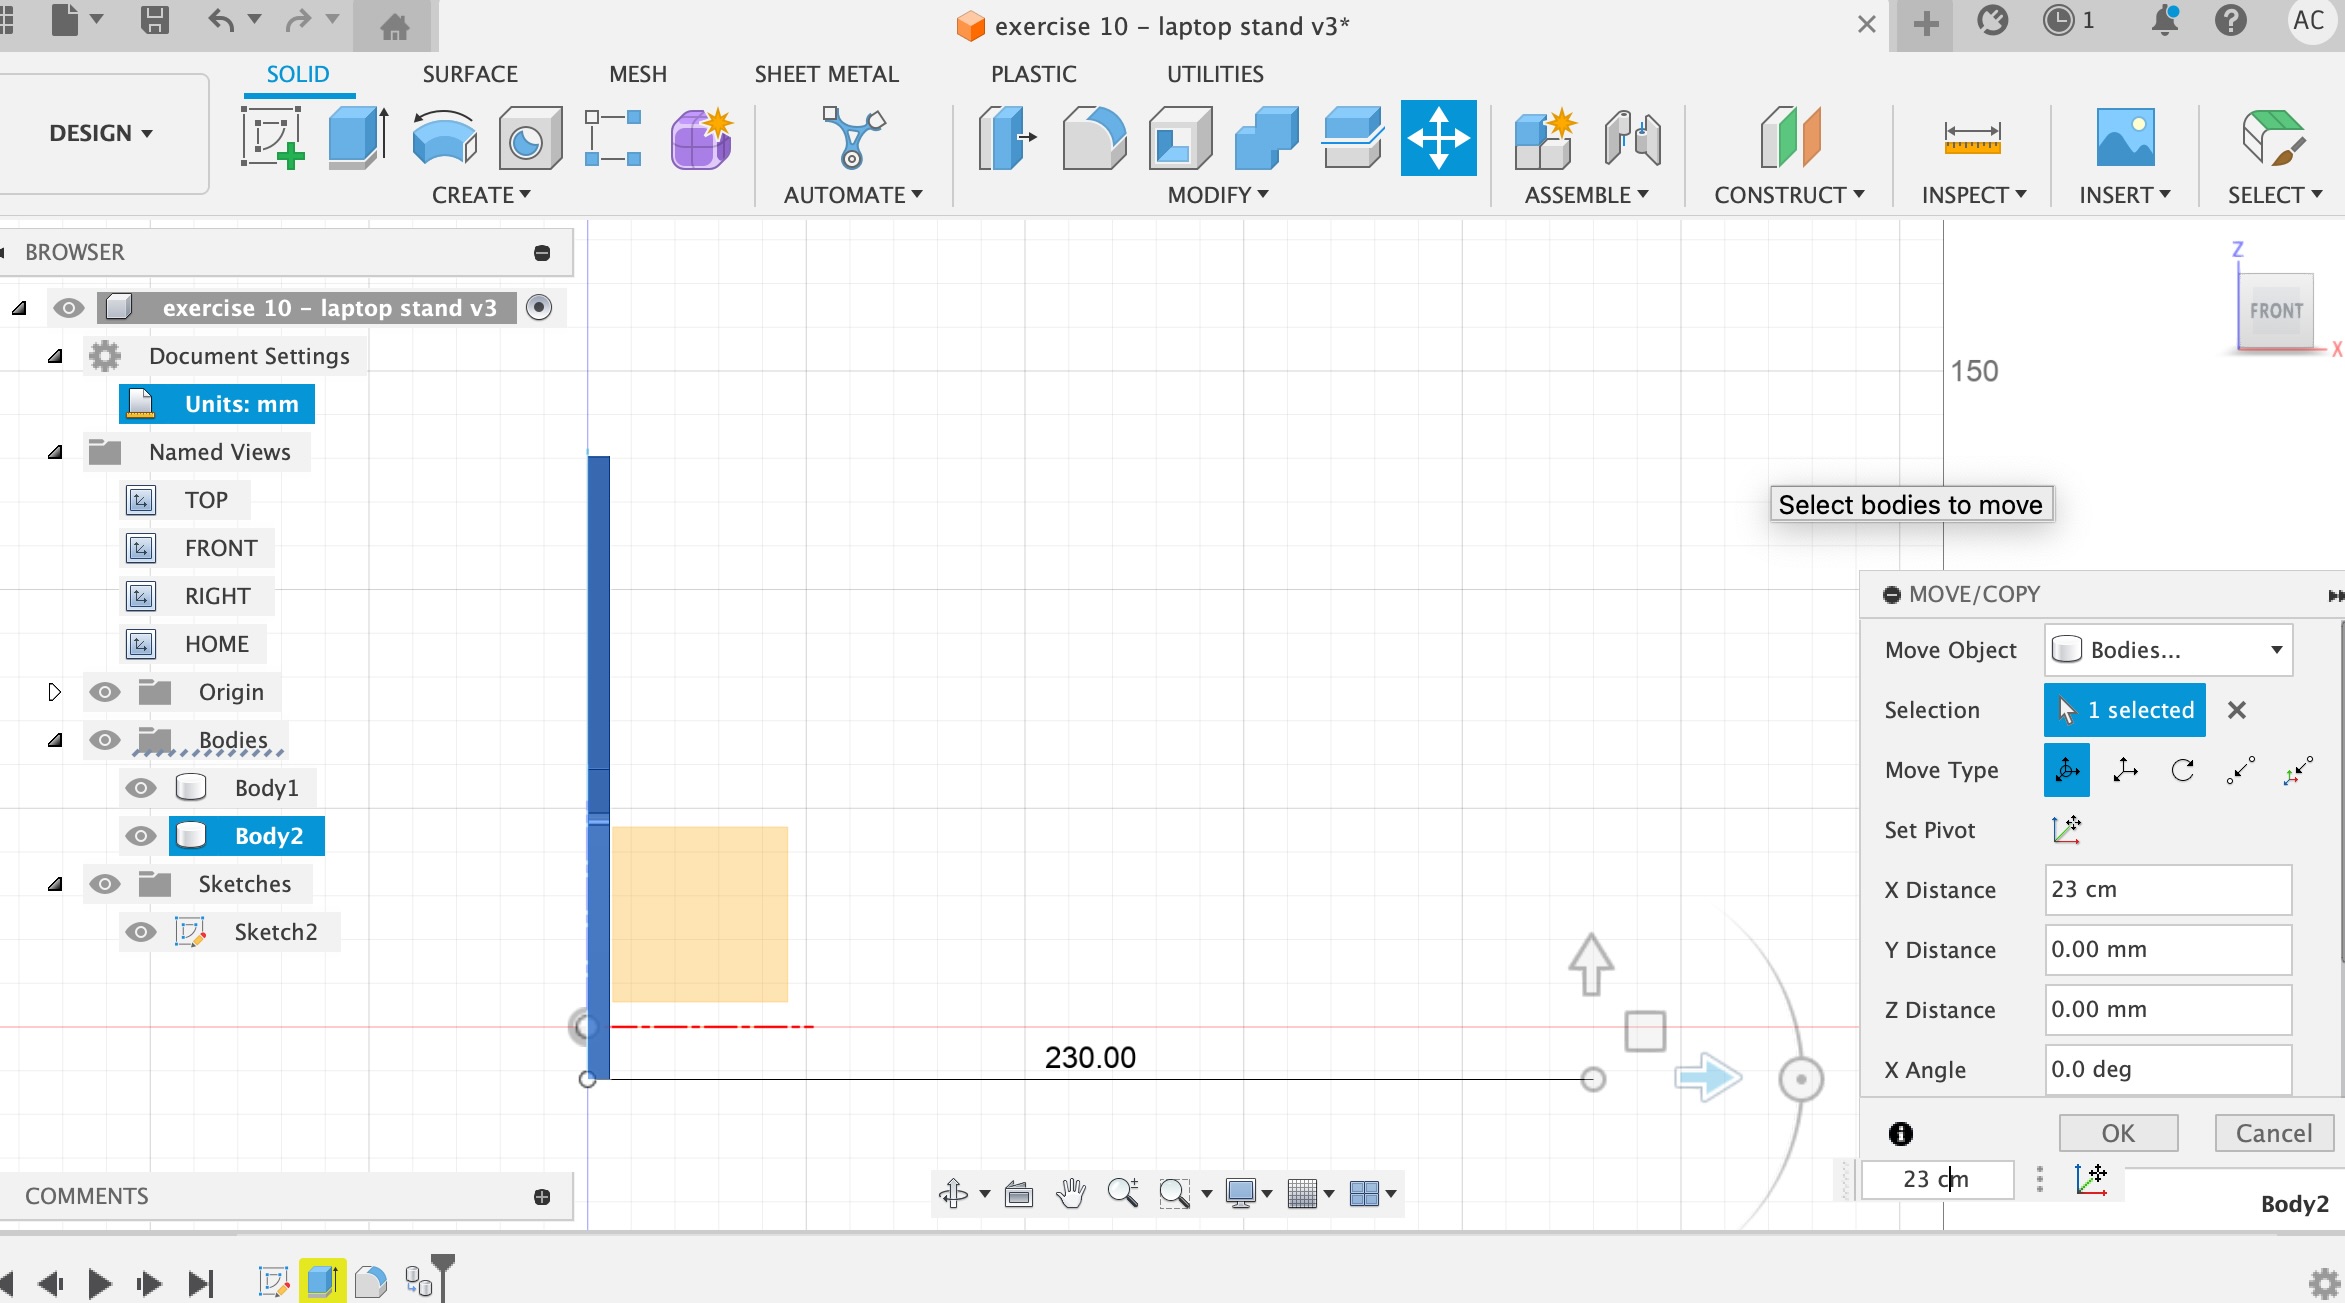 exercise 10 – laptop stand v3*
1
AC
DESIGN
SOLID
SURFACE
MESH
SHEET METAL
PLASTIC
UTILITIES
CREATE
AUTOMATE
MODIFY
ASSEMBLE
CONSTRUCT
INSPECT
INSERT
SELECT
BROWSER
exercise 10 – laptop stand v3
Document Settings
Units: mm
Named Views
TOP
FRONT
RIGHT
HOME
Origin
Bodies
Body1
Body2
Sketches
Sketch2
Z
FRONT
X
150
Select bodies to move
230.00
MOVE/COPY
Move Object
Bodies...
Selection
1 selected
Move Type
Set Pivot
X Distance
23 cm
Y Distance
0.00 mm
Z Distance
0.00 mm
X Angle
0.0 deg
OK
Cancel
23 cm
Body2
COMMENTS